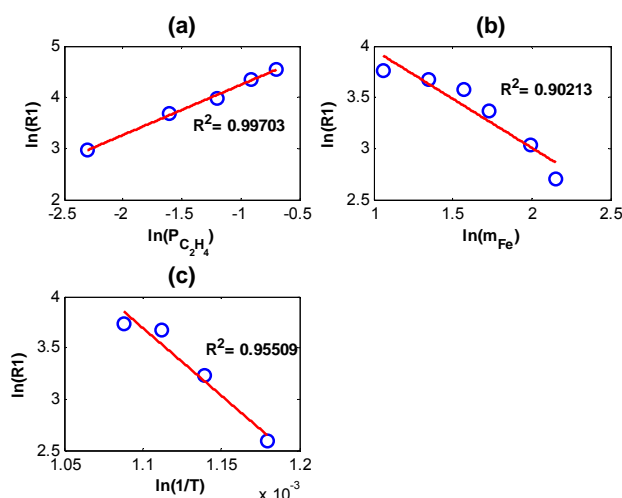 (a)
5
4
3
2
ln(R1)
R²= 0.99703
-2.5 -2 -1.5 -1 -0.5
ln(P_C₂H₄)
(b)
4
3.5
3
2.5
ln(R1)
R²= 0.90213
1 1.5 2 2.5
ln(m_Fe)
(c)
4
3.5
3
2.5
ln(R1)
R²= 0.95509
1.05 1.1 1.15 1.2
ln(1/T)
x 10⁻³